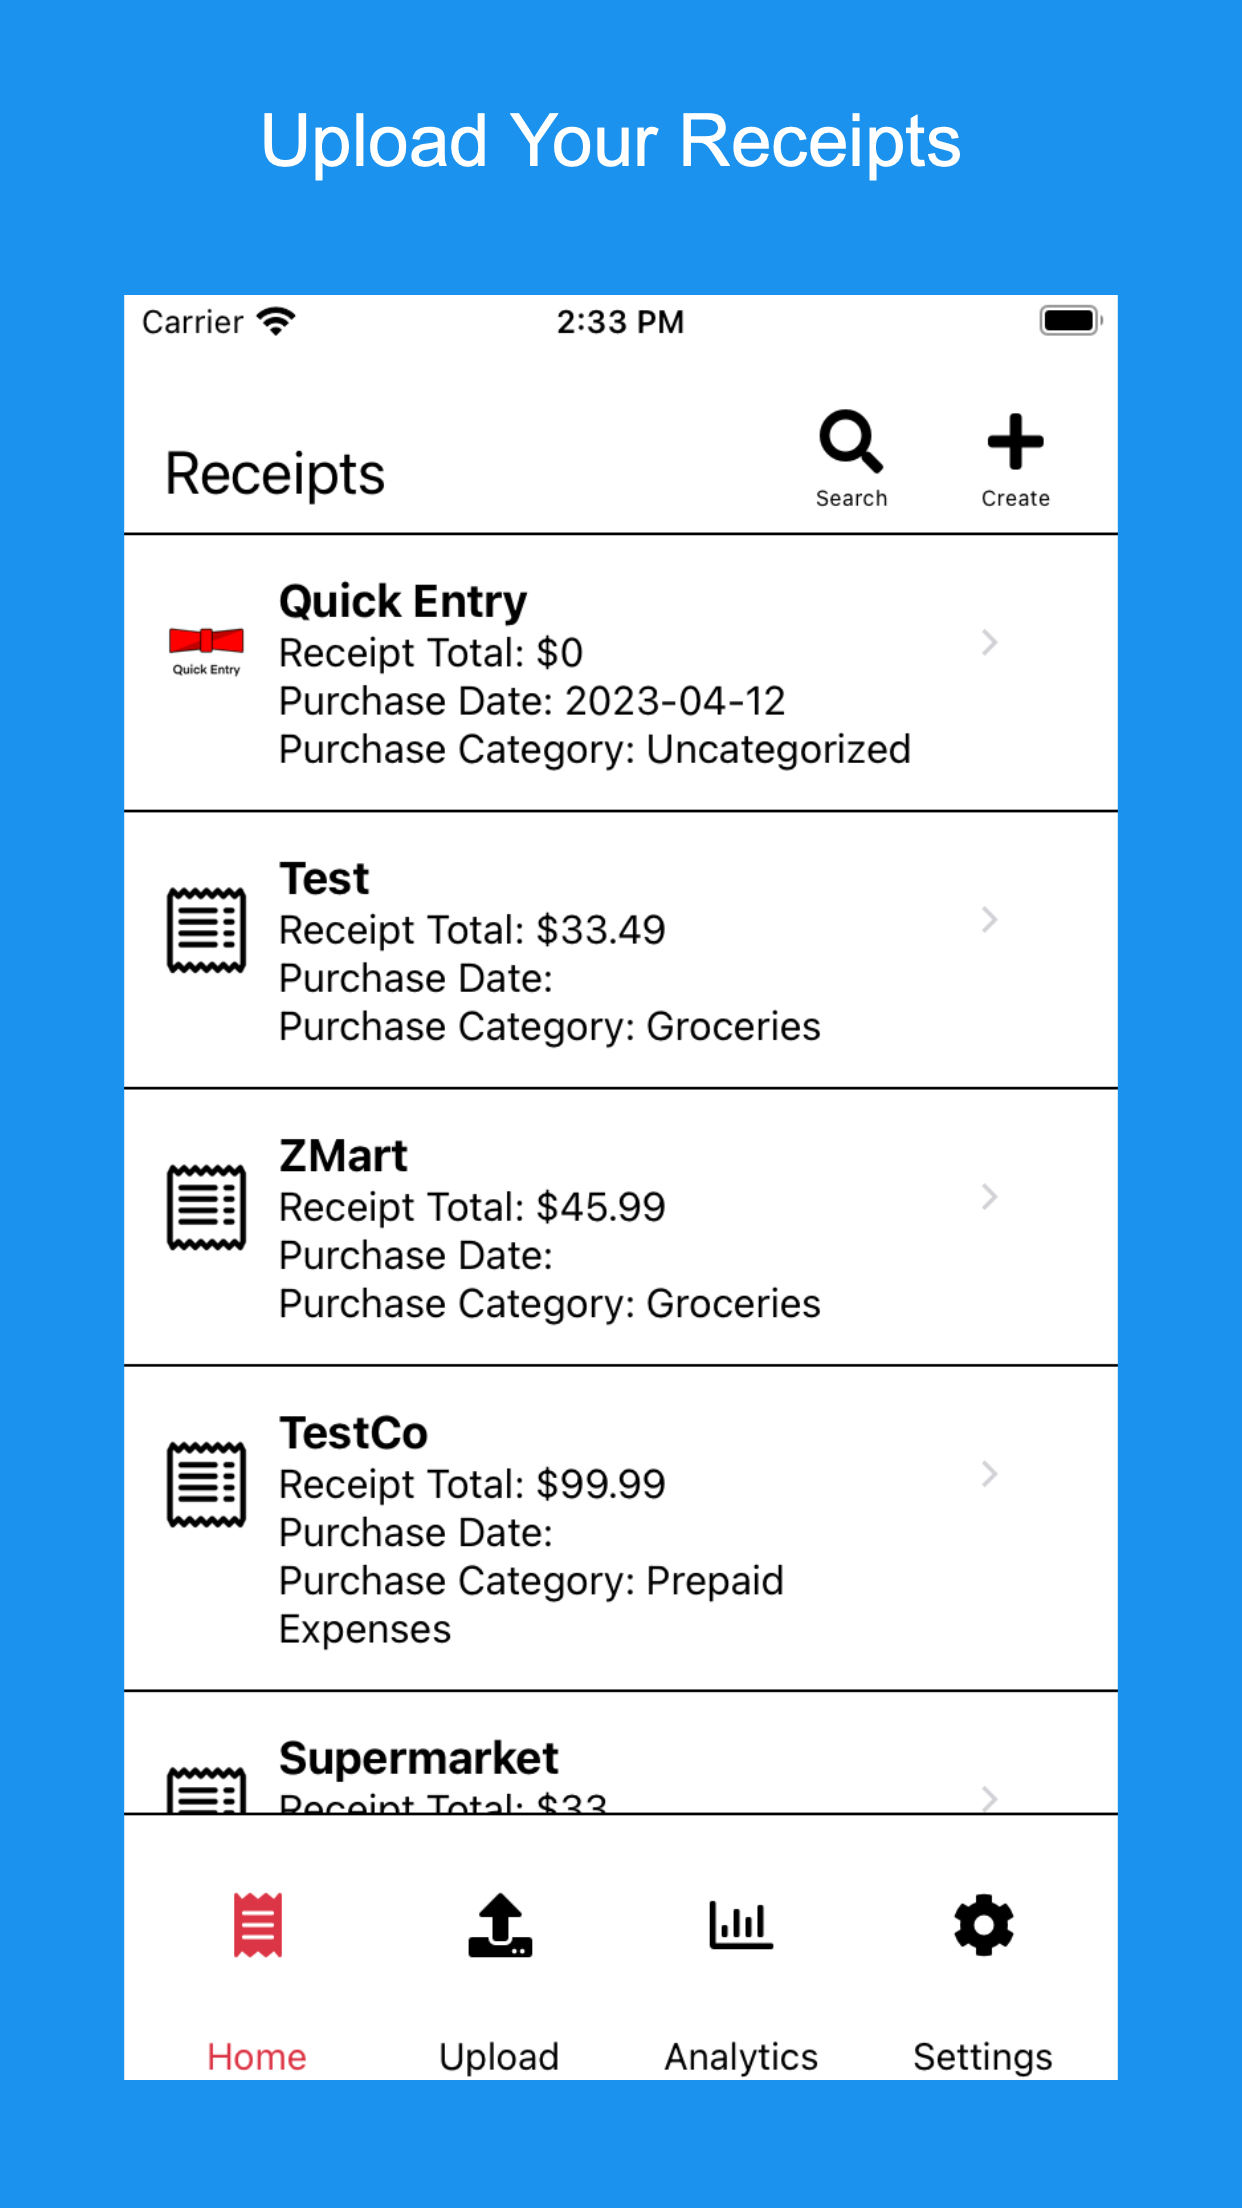 Upload Your Receipts
Carrier
2:33 PM
Receipts
Search
Create
Quick Entry
Quick Entry
Receipt Total: $0
Purchase Date: 2023-04-12
Purchase Category: Uncategorized
Test
Receipt Total: $33.49
Purchase Date:
Purchase Category: Groceries
ZMart
Receipt Total: $45.99
Purchase Date:
Purchase Category: Groceries
TestCo
Receipt Total: $99.99
Purchase Date:
Purchase Category: Prepaid
Expenses
Supermarket
Receipt Total: $33
Home
Upload
Analytics
Settings